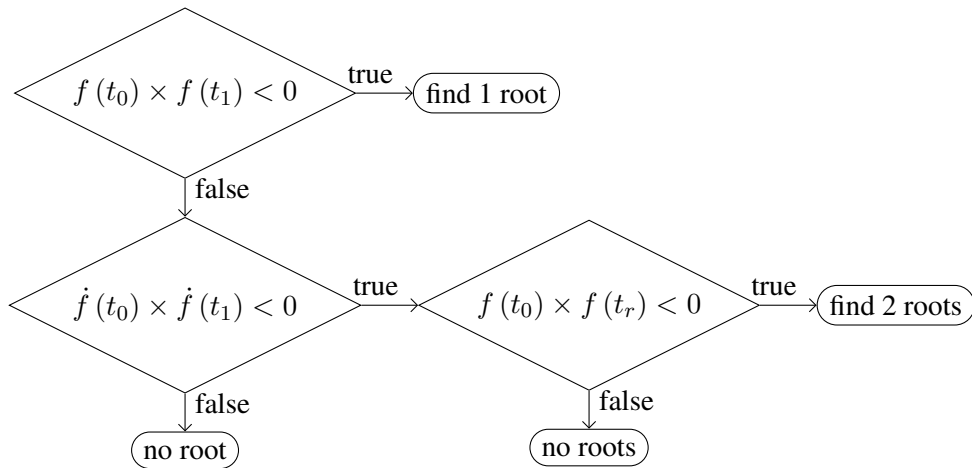 f (t₀) × f (t₁) < 0
true
find 1 root
false
ḟ (t₀) × ḟ (t₁) < 0
true
f (t₀) × f (tᵣ) < 0
true
find 2 roots
false
no root
false
no roots